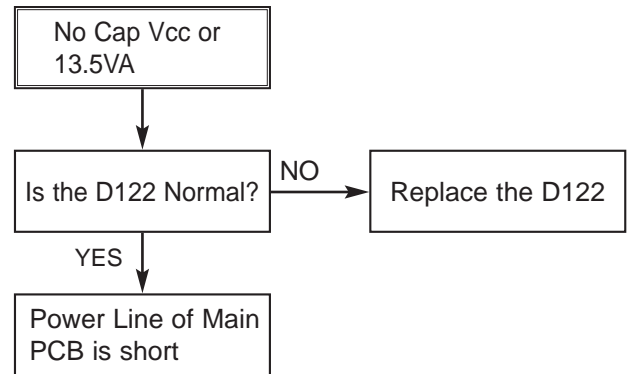 No Cap Vcc or
13.5VA
Is the D122 Normal?
NO
Replace the D122
YES
Power Line of Main
PCB is short